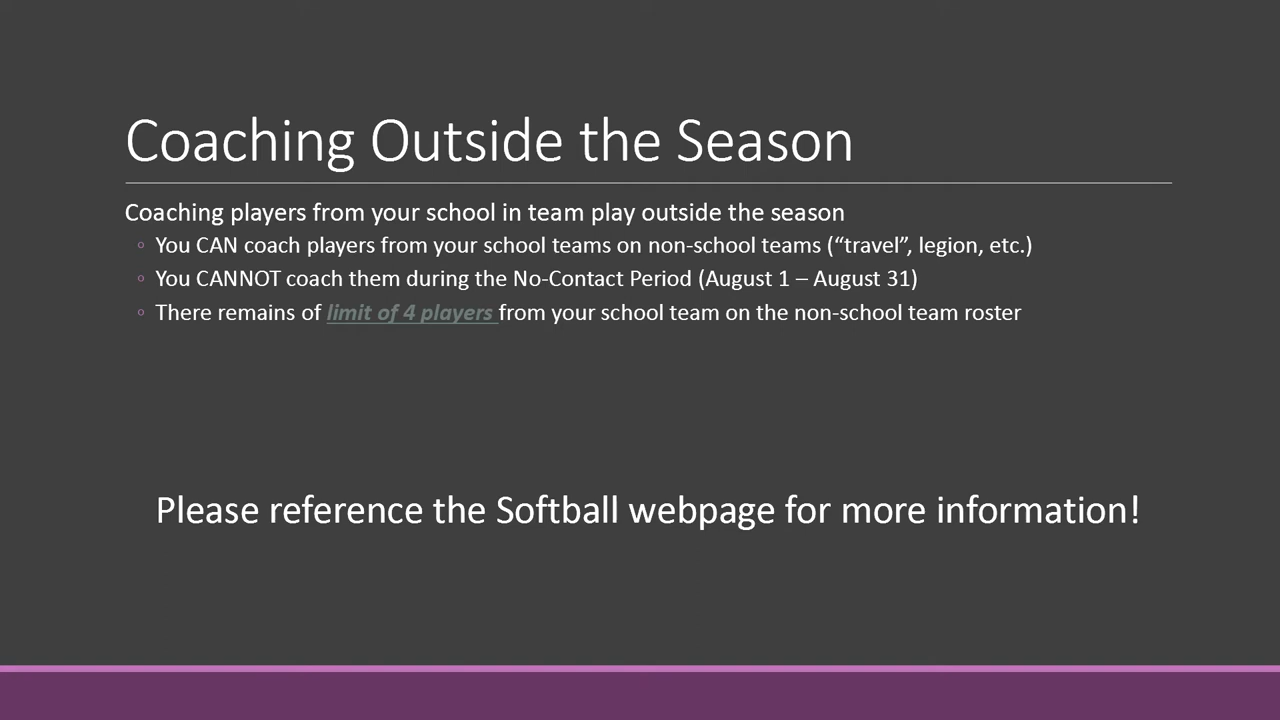 Coaching Outside the Season
Coaching players from your school in team play outside the season
◦ You CAN coach players from your school teams on non-school teams (“travel”, legion, etc.)
◦ You CANNOT coach them during the No-Contact Period (August 1 – August 31)
◦ There remains of limit of 4 players from your school team on the non-school team roster
Please reference the Softball webpage for more information!